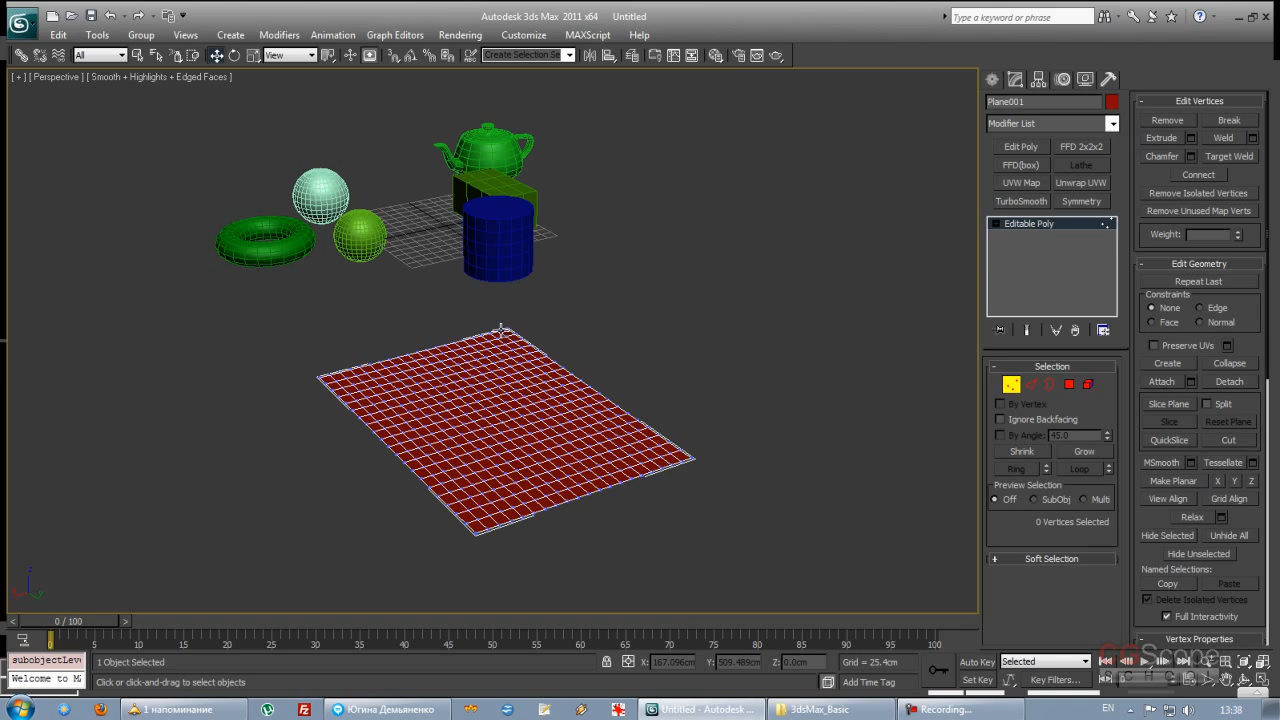 Autodesk 3ds Max 2011 x64 Untitled
Type a keyword or phrase
Edit Tools Group Views Create Modifiers Animation Graph Editors Rendering Customize MAXScript Help
All View Create Selection Se
[ + ] [ Perspective ] [ Smooth + Highlights + Edged Faces ]
Plane001
Modifier List
Edit Poly FFD 2x2x2
FFD(box) Lathe
UVW Map Unwrap UVW
TurboSmooth Symmetry
Editable Poly
- Selection
By Vertex
Ignore Backfacing
By Angle: 45.0
Shrink Grow
Ring Loop
Preview Selection
Off SubObj Multi
0 Vertices Selected
+ Soft Selection
- Edit Vertices
Remove Break
Extrude Weld
Chamfer Target Weld
Connect
Remove Isolated Vertices
Remove Unused Map Verts
Weight:
- Edit Geometry
Repeat Last
Constraints
None Edge
Face Normal
Preserve UVs
Create Collapse
Attach Detach
Slice Plane Split
Slice Reset Plane
QuickSlice Cut
MSmooth Tessellate
Make Planar X Y Z
View Align Grid Align
Relax
Hide Selected Unhide All
Hide Unselected
Named Selections:
Copy Paste
Delete Isolated Vertices
Full Interactivity
- Vertex Properties
z
< 0 / 100 >
0 5 10 15 20 25 30 35 40 45 50 55 60 65 70 75 80 85 90 95 100
subobjectLeve
Welcome to M
1 Object Selected X: 167.096cm Y: 509.489cm Z: 0.0cm Grid = 25.4cm Auto Key Selected
Click or click-and-drag to select objects Add Time Tag Set Key Key Filters...
CGScope
1 напоминание Югина Демьяненко Untitled - Autodesk ... 3dsMax_Basic Recording... EN 13:38